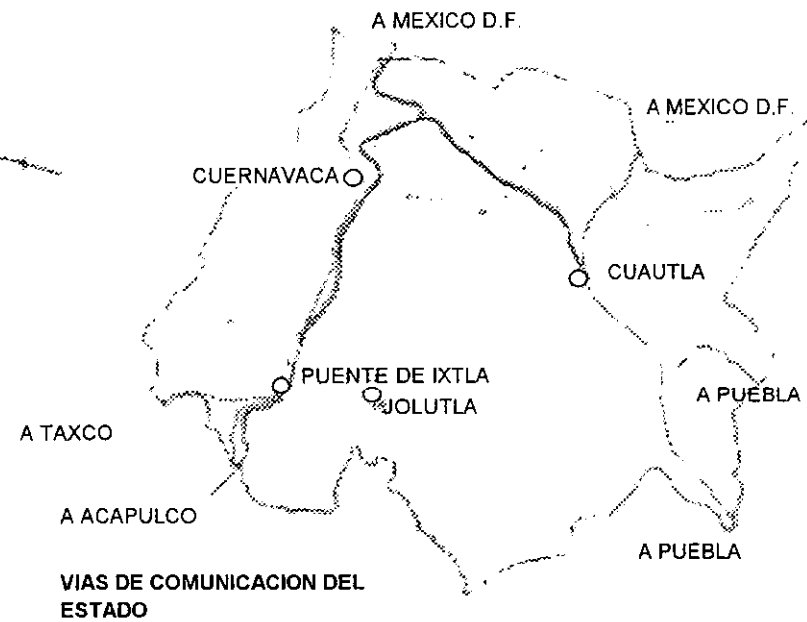 A MEXICO D.F.
A MEXICO D.F.
CUERNAVACA
CUAUTLA
PUENTE DE IXTLA
JOLUTLA
A PUEBLA
A TAXCO
A ACAPULCO
A PUEBLA
VIAS DE COMUNICACION DEL
ESTADO